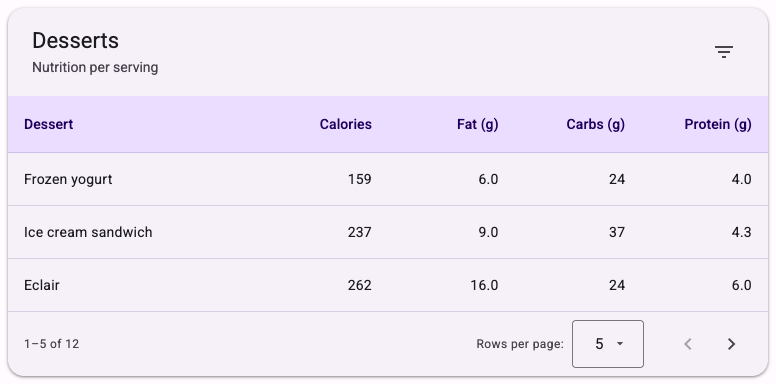 Desserts
Nutrition per serving
Dessert Calories Fat (g) Carbs (g) Protein (g)
Frozen yogurt 159 6.0 24 4.0
Ice cream sandwich 237 9.0 37 4.3
Eclair 262 16.0 24 6.0
1–5 of 12 Rows per page: 5